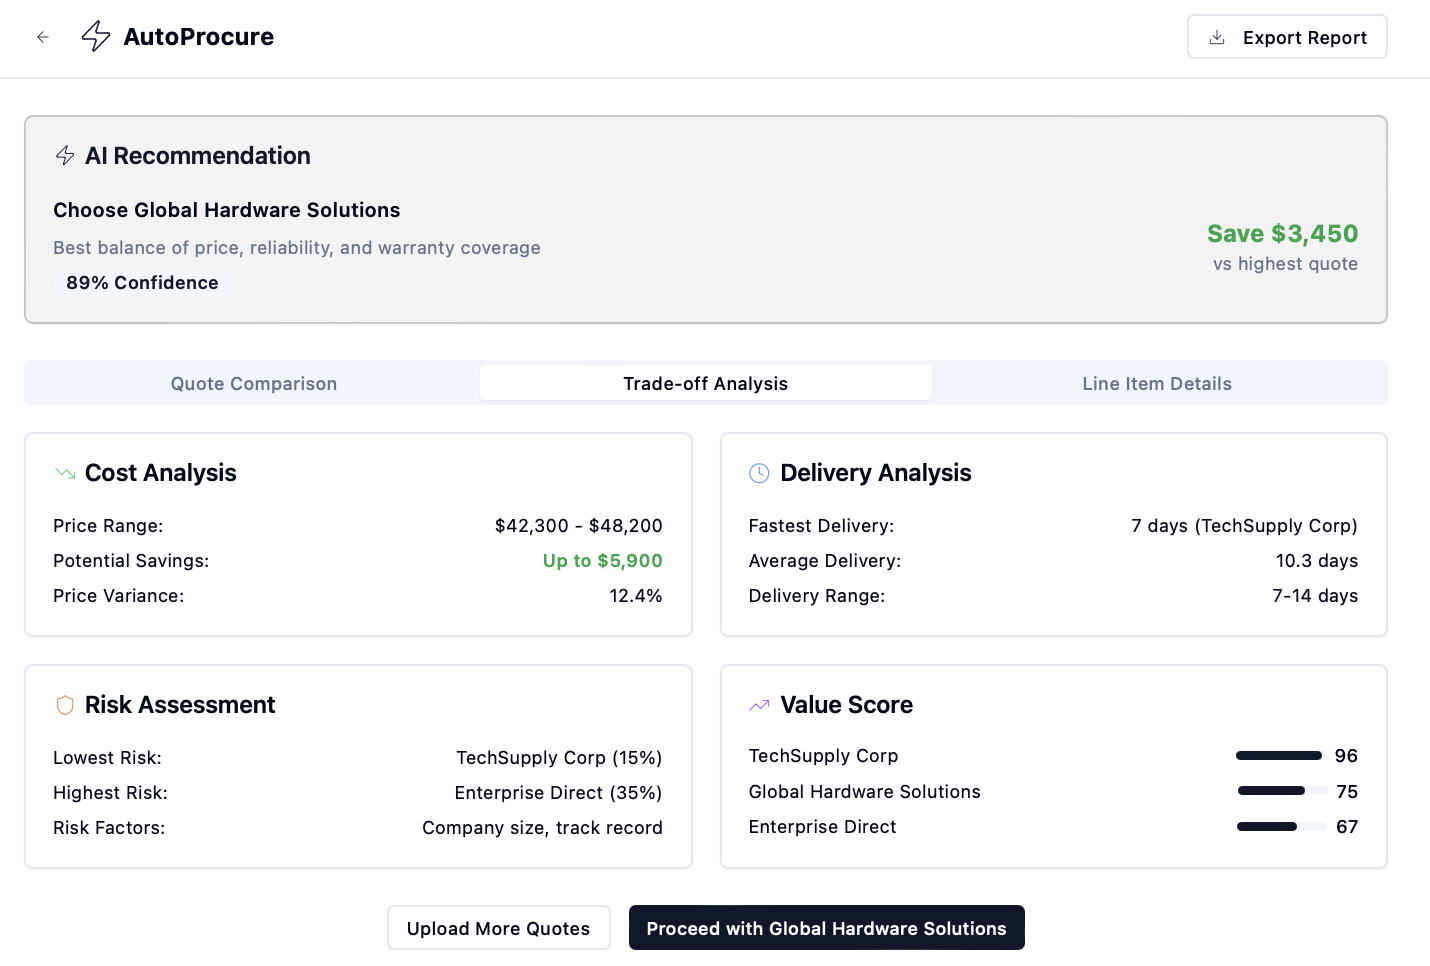 AutoProcure
Export Report
AI Recommendation
Choose Global Hardware Solutions
Best balance of price, reliability, and warranty coverage
89% Confidence
Save $3,450
vs highest quote
Quote Comparison
Trade-off Analysis
Line Item Details
Cost Analysis
Price Range: $42,300 - $48,200
Potential Savings: Up to $5,900
Price Variance: 12.4%
Delivery Analysis
Fastest Delivery: 7 days (TechSupply Corp)
Average Delivery: 10.3 days
Delivery Range: 7-14 days
Risk Assessment
Lowest Risk: TechSupply Corp (15%)
Highest Risk: Enterprise Direct (35%)
Risk Factors: Company size, track record
Value Score
TechSupply Corp 96
Global Hardware Solutions 75
Enterprise Direct 67
Upload More Quotes
Proceed with Global Hardware Solutions